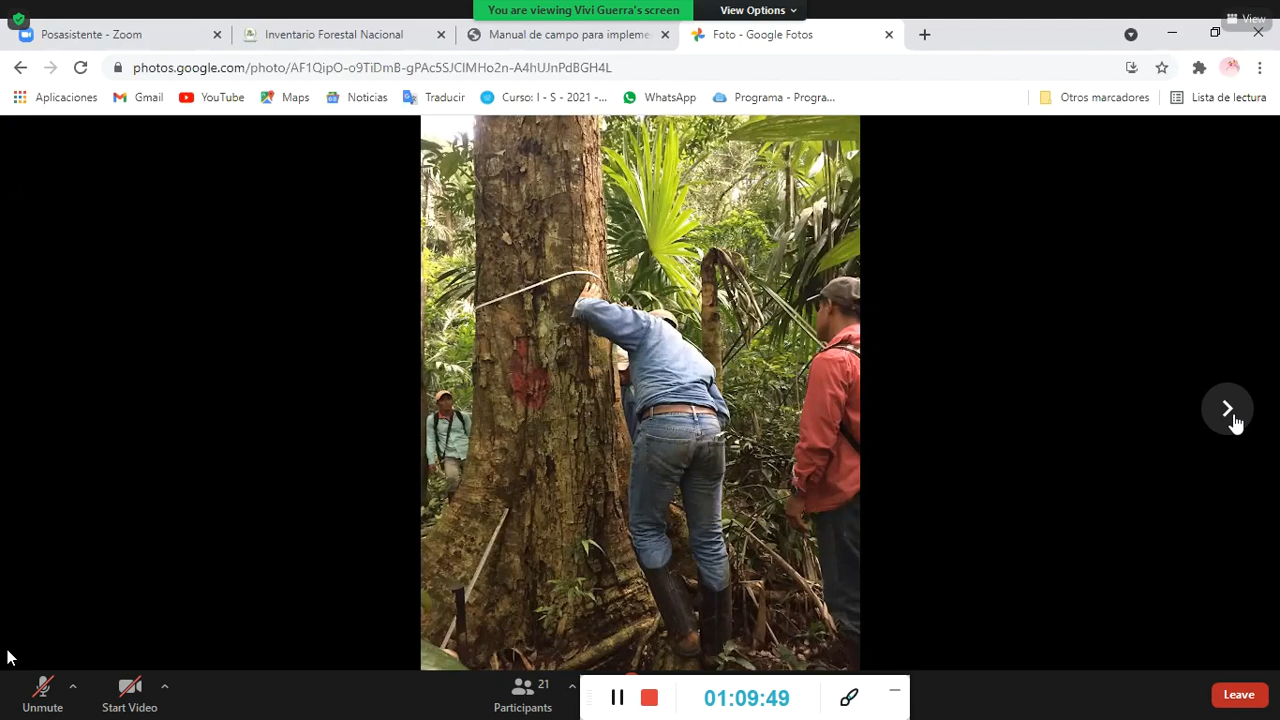 You are viewing Vivi Guerra's screen
View Options
View
Posasistente - Zoom
Inventario Forestal Nacional
Manual de campo para impleme
Foto - Google Fotos
photos.google.com/photo/AF1QipO-o9TiDmB-gPAc5SJCIMHo2n-A4hUJnPdBGH4L
Aplicaciones
Gmail
YouTube
Maps
Noticias
Traducir
Curso: I - S - 2021 -...
WhatsApp
Programa - Progra...
Otros marcadores
Lista de lectura
Unmute
Start Video
21
Participants
01:09:49
Leave